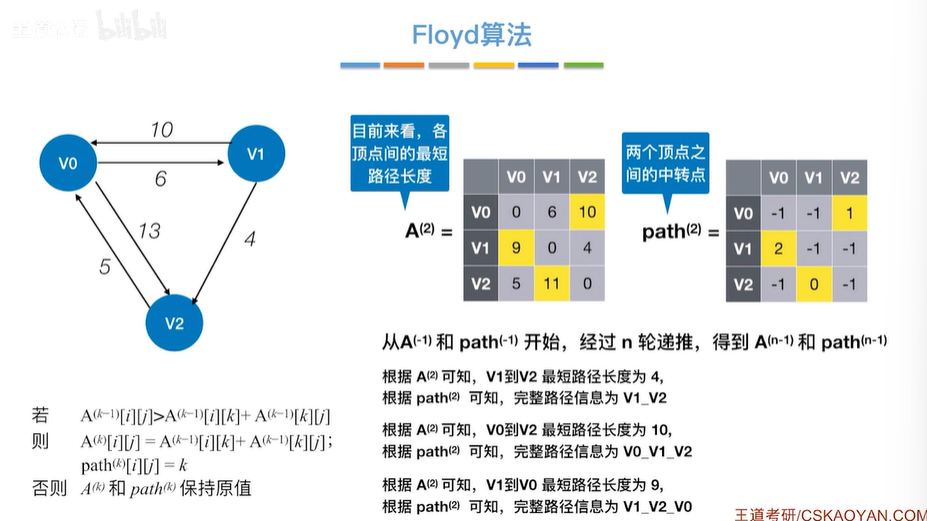 Floyd算法
10
V0
V1
6
13
4
5
V2
目前来看，各
顶点间的最短
路径长度
A⁽²⁾ =
V0 V1 V2
V0 0 6 10
V1 9 0 4
V2 5 11 0
两个顶点之
间的中转点
path⁽²⁾ =
V0 V1 V2
V0 -1 -1 1
V1 2 -1 -1
V2 -1 0 -1
从A⁽⁻¹⁾ 和 path⁽⁻¹⁾ 开始，经过 n 轮递推，得到 A⁽ⁿ⁻¹⁾ 和 path⁽ⁿ⁻¹⁾
根据 A⁽²⁾ 可知，V1到V2 最短路径长度为 4,
根据 path⁽²⁾ 可知，完整路径信息为 V1_V2
根据 A⁽²⁾ 可知，V0到V2 最短路径长度为 10,
根据 path⁽²⁾ 可知，完整路径信息为 V0_V1_V2
根据 A⁽²⁾ 可知，V1到V0 最短路径长度为 9,
根据 path⁽²⁾ 可知，完整路径信息为 V1_V2_V0
若 A⁽ᵏ⁻¹⁾[i][j]>A⁽ᵏ⁻¹⁾[i][k]+ A⁽ᵏ⁻¹⁾[k][j]
则 A⁽ᵏ⁾[i][j] = A⁽ᵏ⁻¹⁾[i][k]+ A⁽ᵏ⁻¹⁾[k][j]；
path⁽ᵏ⁾[i][j] = k
否则 A⁽ᵏ⁾ 和 path⁽ᵏ⁾ 保持原值
王道考研/CSKAOYAN.COM